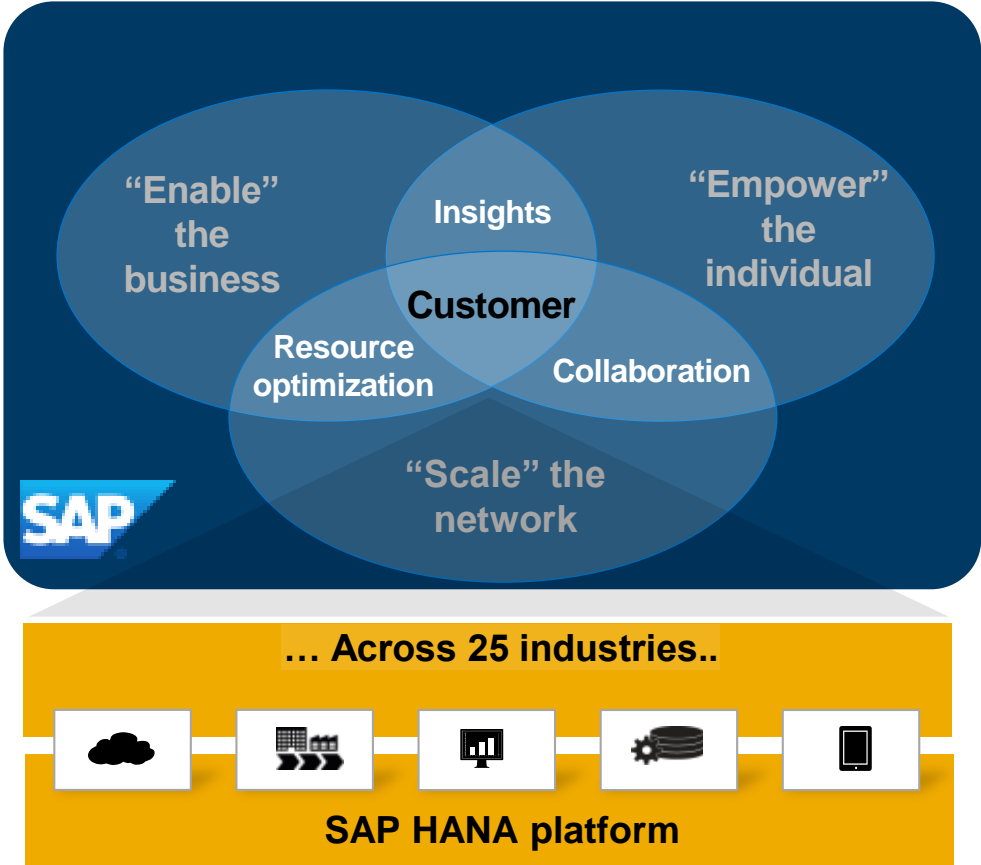 “Enable”
the
business
Insights
“Empower”
the
individual
Customer
Resource
optimization
Collaboration
“Scale” the
network
SAP
… Across 25 industries..
SAP HANA platform